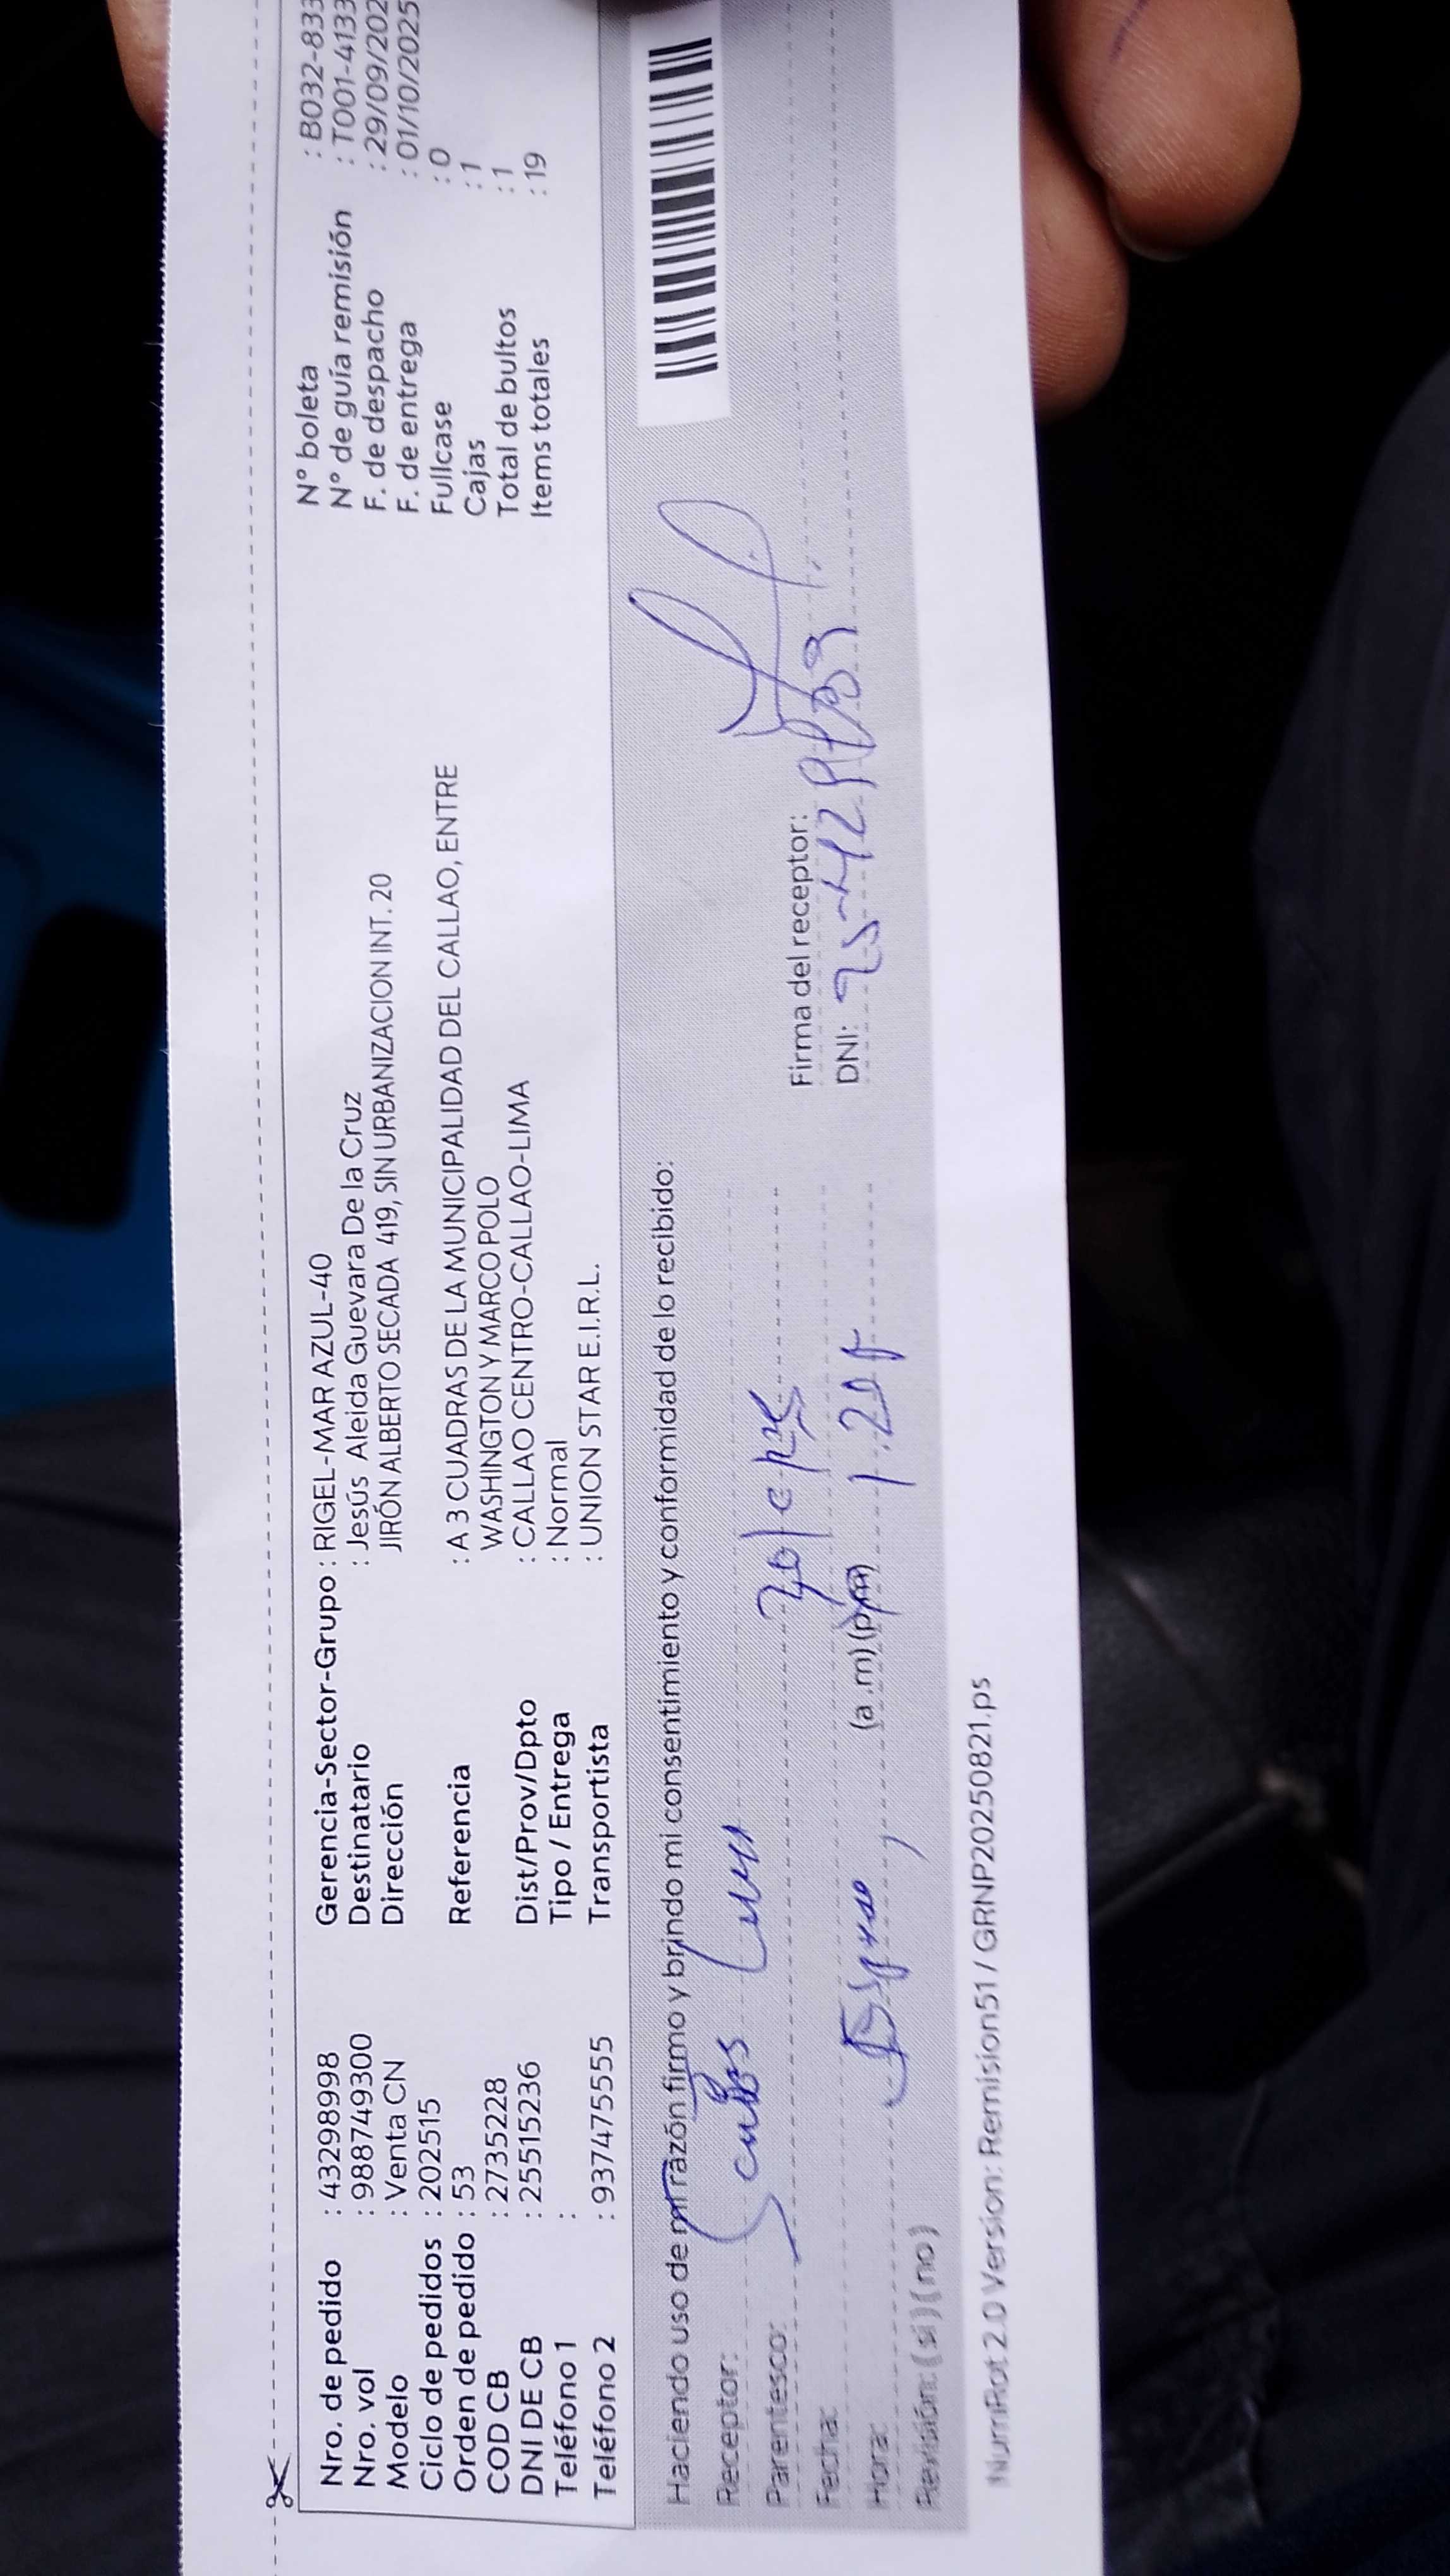 Nro. de pedido : 43298998 Gerencia-Sector-Grupo : RIGEL-MAR AZUL-40 N° boleta : B032-833
Nro. vol : 988749300 Destinatario : Jesús Aleida Guevara De la Cruz N° de guía remisión : T001-4133
Modelo : Venta CN Dirección JIRÓN ALBERTO SECADA 419, SIN URBANIZACION INT. 20 F. de despacho : 29/09/202
Ciclo de pedidos : 202515 F. de entrega : 01/10/2025
Orden de pedido : 53 Referencia : A 3 CUADRAS DE LA MUNICIPALIDAD DEL CALLAO, ENTRE Fullcase : 0
COD CB : 2735228 WASHINGTON Y MARCO POLO Cajas : 1
DNI DE CB : 25515236 Dist/Prov/Dpto : CALLAO CENTRO-CALLAO-LIMA Total de bultos : 1
Teléfono 1 : Tipo / Entrega : Normal Items totales : 19
Teléfono 2 : 937475555 Transportista : UNION STAR E.I.R.L.
Haciendo uso de mi razón firmo y brindo mi consentimiento y conformidad de lo recibido:
Receptor:
Parentesco: Firma del receptor:
Fecha: DNI:
Hora: (a.m) (p.m)
Revisión: (si) (no)
NumRot 2.0 Version: Remision51 / GRNP20250821.ps